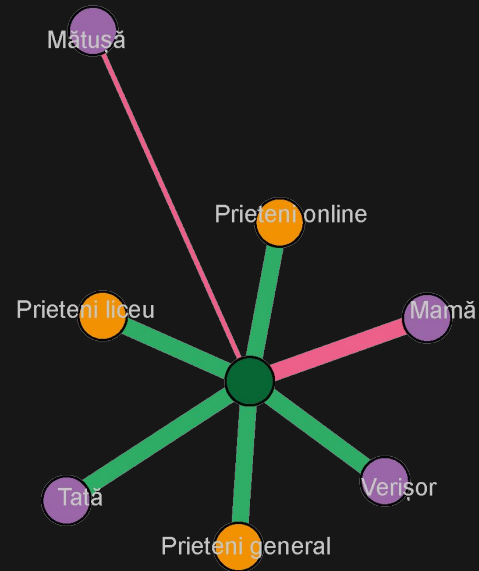 Mătușă
Prieteni online
Prieteni liceu
Mamă
Verișor
Tată
Prieteni general